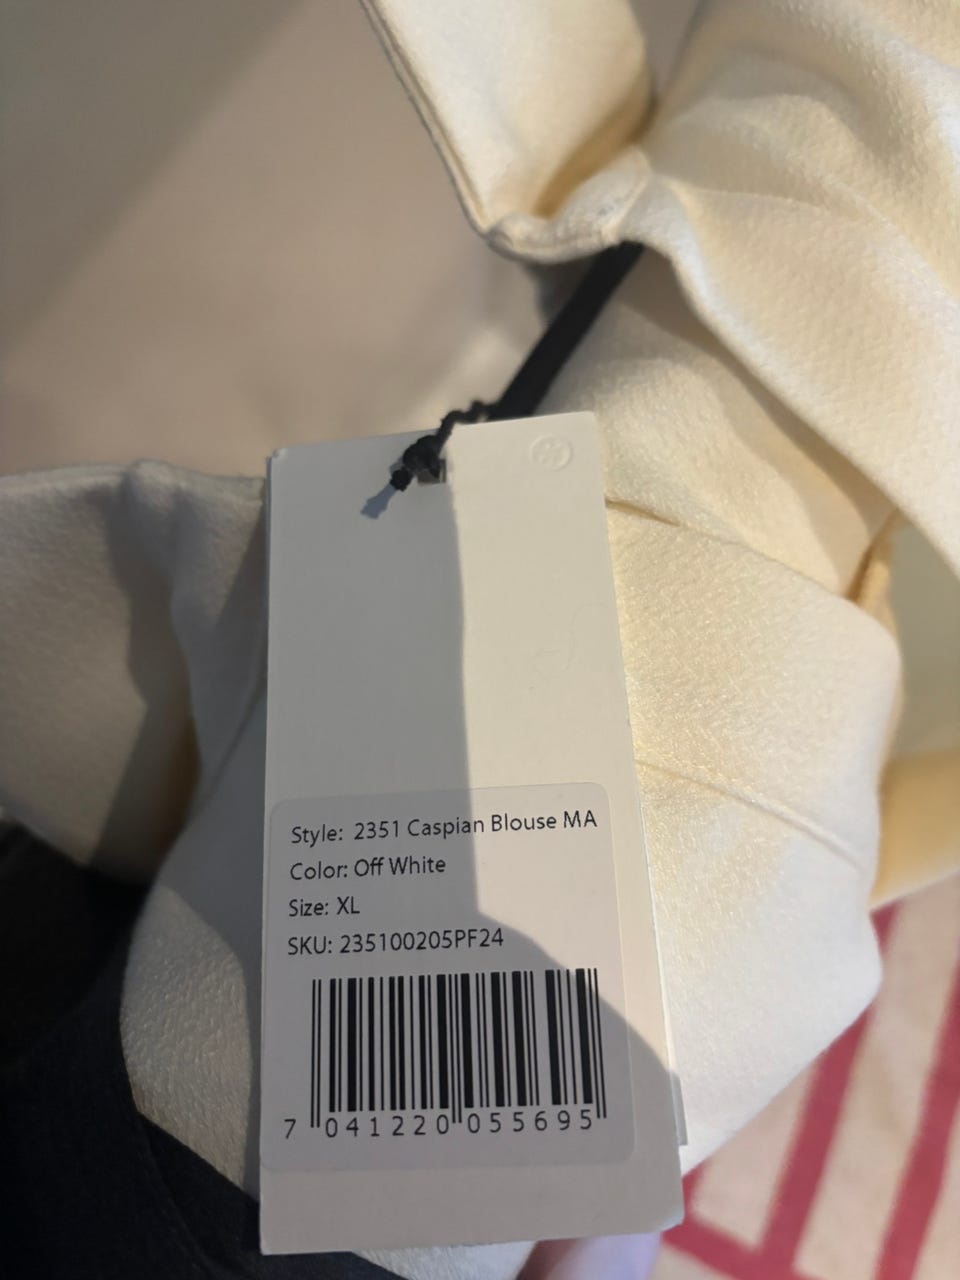 Style: 2351 Caspian Blouse MA
Color: Off White
Size: XL
SKU: 235100205PF24
7 041220 055695